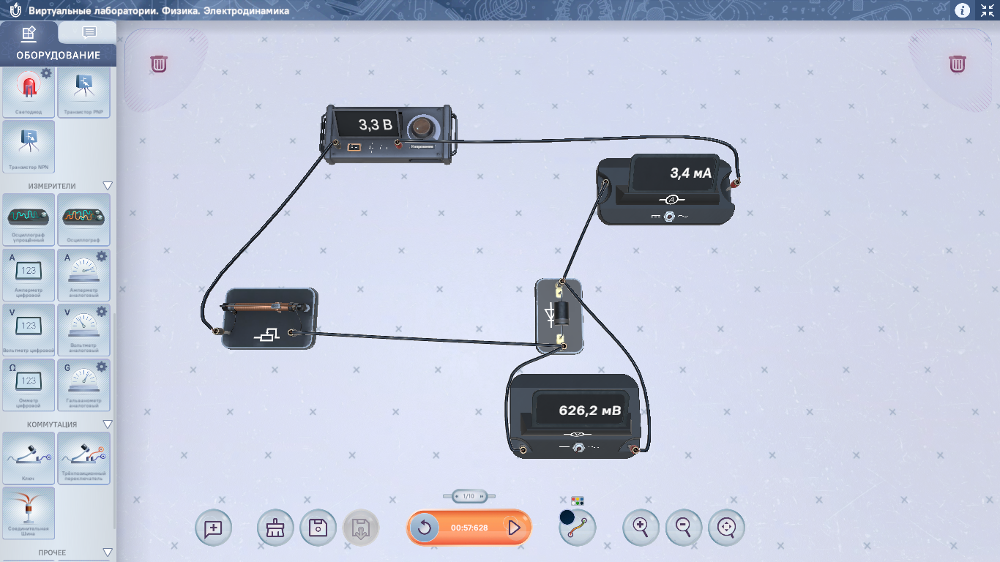 Виртуальные лаборатории. Физика. Электродинамика
ОБОРУДОВАНИЕ
Светодиод
Транзистор PNP
Транзистор NPN
ИЗМЕРИТЕЛИ
Осциллограф упрощённый
Осциллограф
A
123
Амперметр цифровой
A
Амперметр аналоговый
V
123
Вольтметр цифровой
V
Вольтметр аналоговый
Ω
123
Омметр цифровой
G
Гальванометр аналоговый
КОММУТАЦИЯ
Ключ
Трёхпозиционный переключатель
Соединительная Шина
ПРОЧЕЕ
3,3 В
Напряжение
3,4 мА
A
626,2 мВ
1/10
00:57:628